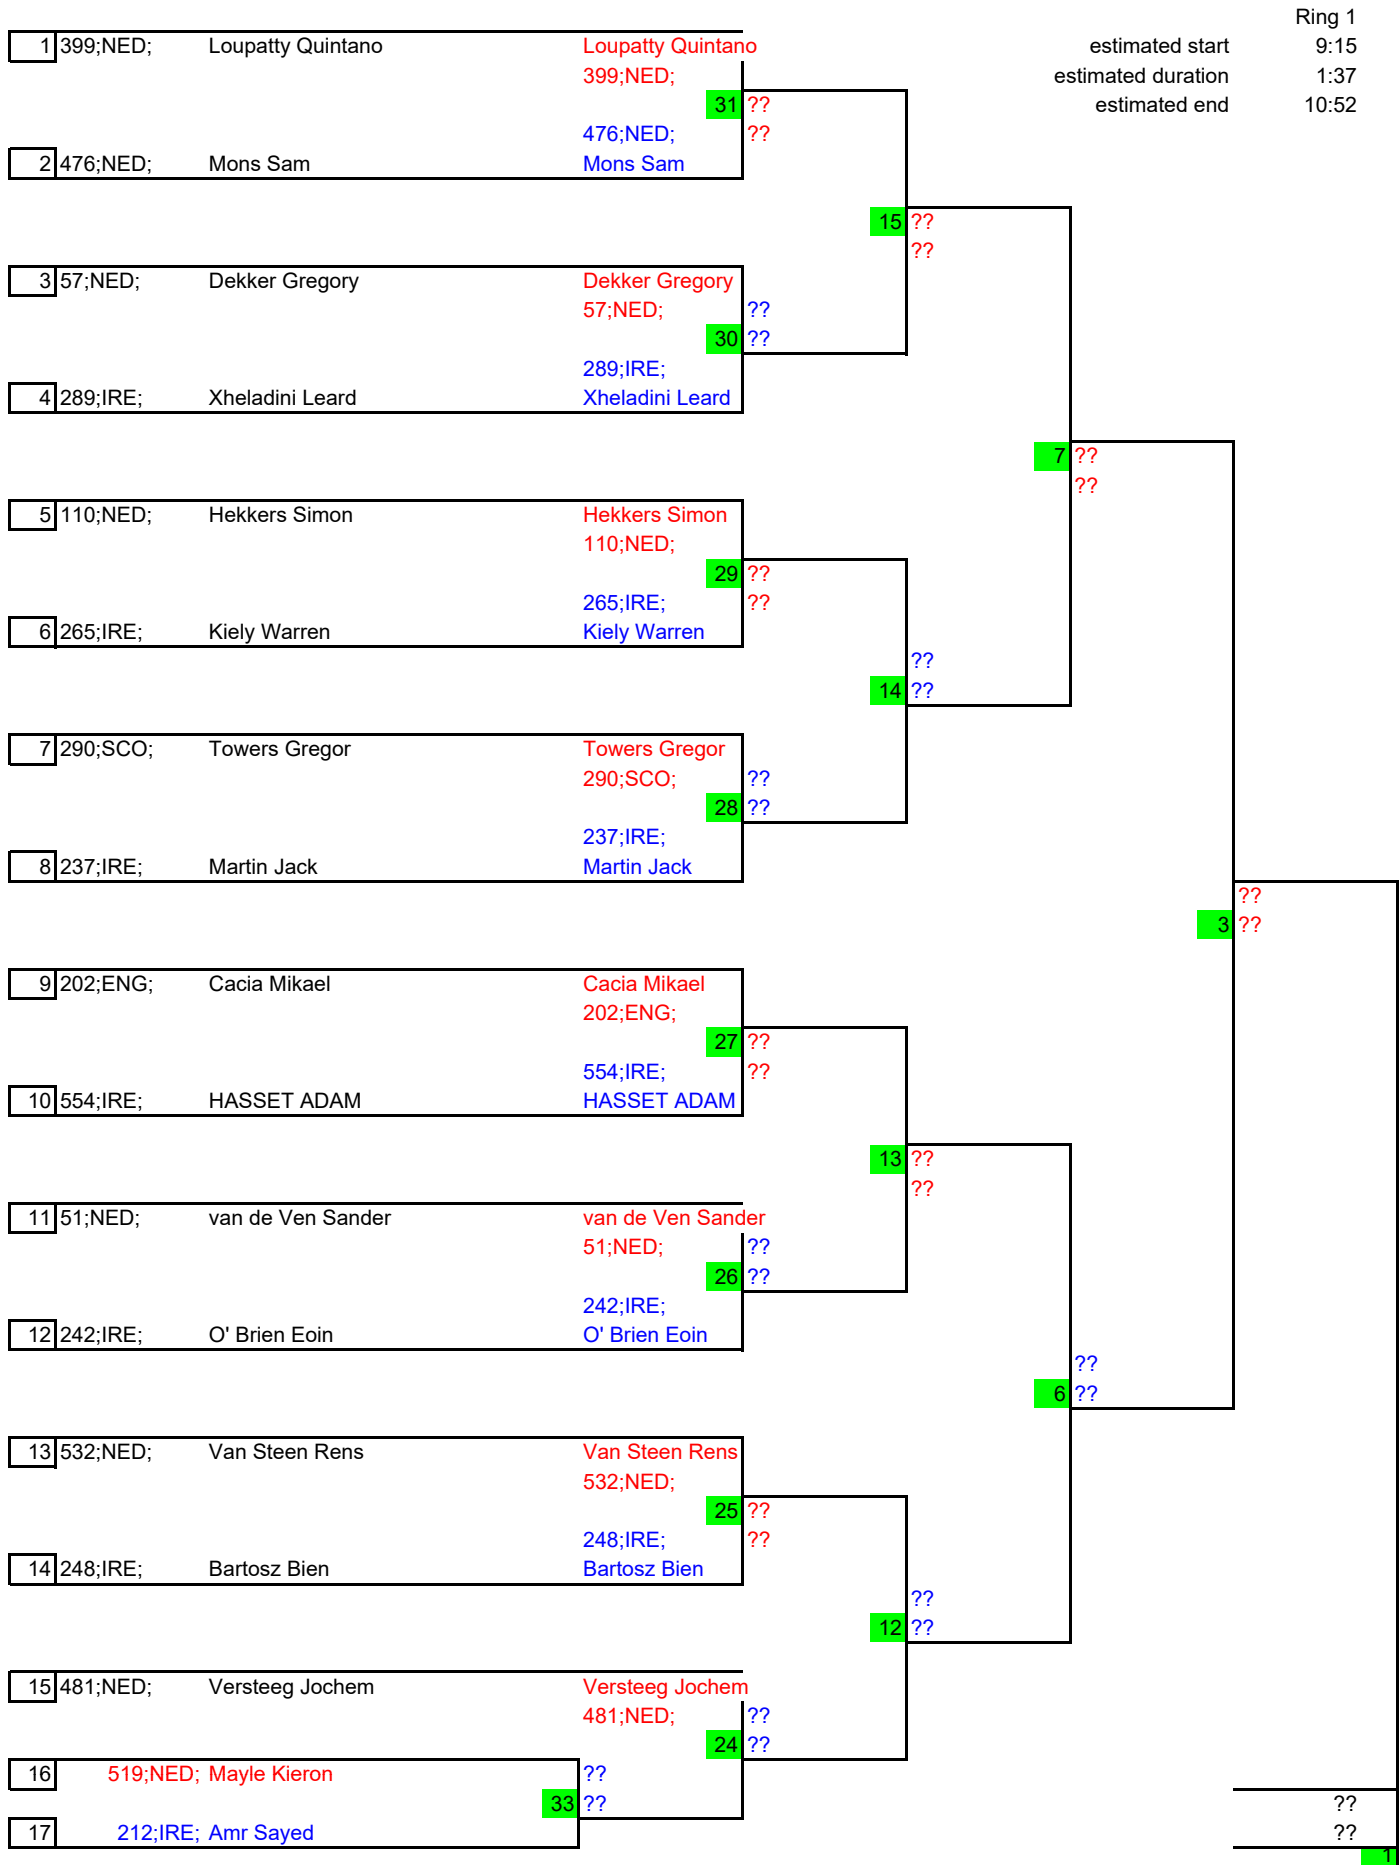 Ring 1
1 399;NED; Loupatty Quintano Loupatty Quintano estimated start 9:15
399;NED; estimated duration 1:37
31 ?? estimated end 10:52
476;NED; ??
2 476;NED; Mons Sam Mons Sam
15 ??
??
3 57;NED; Dekker Gregory Dekker Gregory
57;NED; ??
30 ??
289;IRE;
4 289;IRE; Xheladini Leard Xheladini Leard
7 ??
??
5 110;NED; Hekkers Simon Hekkers Simon
110;NED;
29 ??
265;IRE; ??
6 265;IRE; Kiely Warren Kiely Warren
??
14 ??
7 290;SCO; Towers Gregor Towers Gregor
290;SCO; ??
28 ??
237;IRE;
8 237;IRE; Martin Jack Martin Jack
??
3 ??
9 202;ENG; Cacia Mikael Cacia Mikael
202;ENG;
27 ??
554;IRE; ??
10 554;IRE; HASSET ADAM HASSET ADAM
13 ??
??
11 51;NED; van de Ven Sander van de Ven Sander
51;NED; ??
26 ??
242;IRE;
12 242;IRE; O' Brien Eoin O' Brien Eoin
??
6 ??
13 532;NED; Van Steen Rens Van Steen Rens
532;NED;
25 ??
248;IRE; ??
14 248;IRE; Bartosz Bien Bartosz Bien
??
12 ??
15 481;NED; Versteeg Jochem Versteeg Jochem
481;NED; ??
24 ??
16 519;NED; Mayle Kieron ??
33 ?? ??
17 212;IRE; Amr Sayed ??
1